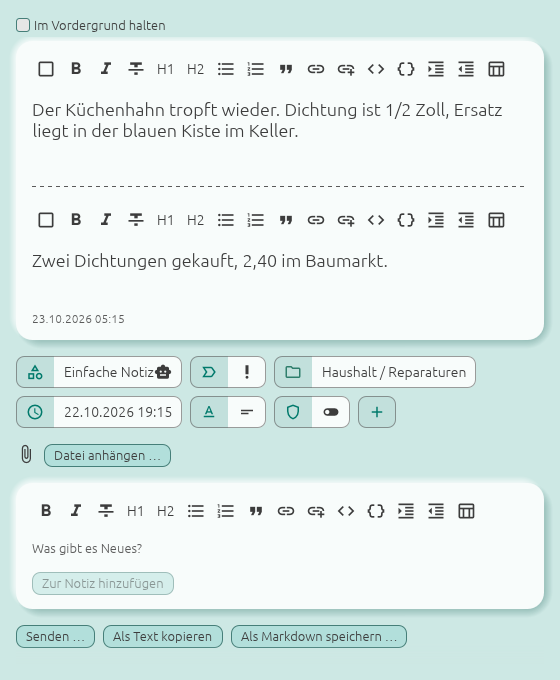 Im Vordergrund halten
B I H1 H2
Der Küchenhahn tropft wieder. Dichtung ist 1/2 Zoll, Ersatz
liegt in der blauen Kiste im Keller.
B I H1 H2
Zwei Dichtungen gekauft, 2,40 im Baumarkt.
23.10.2026 05:15
Einfache Notiz
Haushalt / Reparaturen
22.10.2026 19:15
Datei anhängen …
B I H1 H2
Was gibt es Neues?
Zur Notiz hinzufügen
Senden … Als Text kopieren Als Markdown speichern …